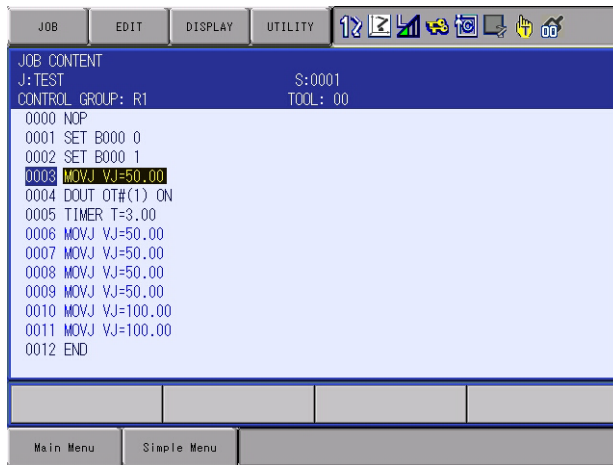 JOB EDIT DISPLAY UTILITY
JOB CONTENT
J:TEST S:0001
CONTROL GROUP: R1 TOOL: 00
0000 NOP
0001 SET B000 0
0002 SET B000 1
0003 MOVJ VJ=50.00
0004 DOUT OT#(1) ON
0005 TIMER T=3.00
0006 MOVJ VJ=50.00
0007 MOVJ VJ=50.00
0008 MOVJ VJ=50.00
0009 MOVJ VJ=50.00
0010 MOVJ VJ=100.00
0011 MOVJ VJ=100.00
0012 END
Main Menu Simple Menu